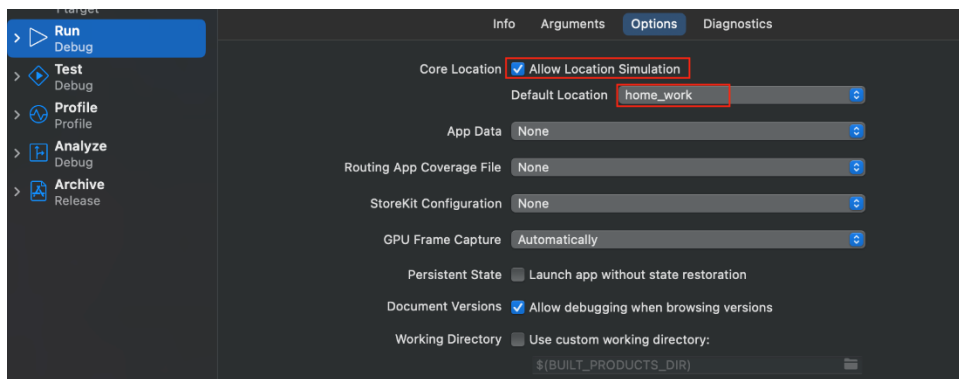 1 target
Run
Debug
Test
Debug
Profile
Profile
Analyze
Debug
Archive
Release
Info Arguments Options Diagnostics
Core Location Allow Location Simulation
Default Location home_work
App Data None
Routing App Coverage File None
StoreKit Configuration None
GPU Frame Capture Automatically
Persistent State Launch app without state restoration
Document Versions Allow debugging when browsing versions
Working Directory Use custom working directory:
$(BUILT_PRODUCTS_DIR)